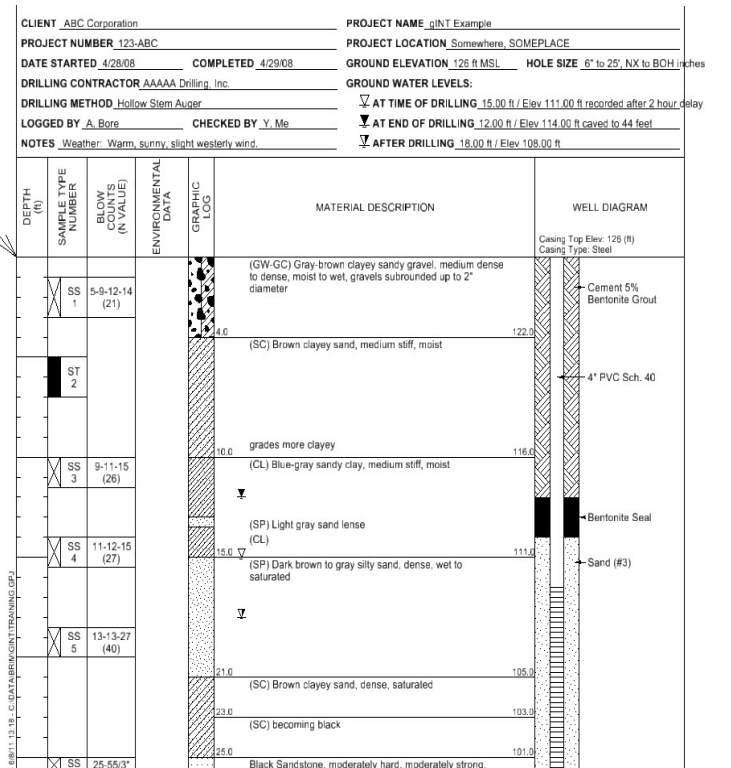 CLIENT ABC Corporation
PROJECT NAME gINT Example
PROJECT NUMBER 123-ABC
PROJECT LOCATION Somewhere, SOMEPLACE
DATE STARTED 4/28/08 COMPLETED 4/29/08
GROUND ELEVATION 126 ft MSL HOLE SIZE 6" to 25', NX to BOH inches
DRILLING CONTRACTOR AAAAA Drilling, Inc.
GROUND WATER LEVELS:
DRILLING METHOD Hollow Stem Auger
AT TIME OF DRILLING 15.00 ft / Elev 111.00 ft recorded after 2 hour delay
LOGGED BY A. Bore CHECKED BY Y. Me
AT END OF DRILLING 12.00 ft / Elev 114.00 ft caved to 44 feet
NOTES Weather: Warm, sunny, slight westerly wind.
AFTER DRILLING 18.00 ft / Elev 108.00 ft
DEPTH
(ft)
SAMPLE TYPE
NUMBER
BLOW
COUNTS
(N VALUE)
ENVIRONMENTAL
DATA
GRAPHIC
LOG
MATERIAL DESCRIPTION
WELL DIAGRAM
Casing Top Elev: 126 (ft)
Casing Type: Steel
(GW-GC) Gray-brown clayey sandy gravel, medium dense
to dense, moist to wet, gravels subrounded up to 2"
diameter
SS
1
5-9-12-14
(21)
Cement 5%
Bentonite Grout
4.0
122.0
(SC) Brown clayey sand, medium stiff, moist
ST
2
4" PVC Sch. 40
grades more clayey
10.0
116.0
(CL) Blue-gray sandy clay, medium stiff, moist
SS
3
9-11-15
(26)
(SP) Light gray sand lense
(CL)
Bentonite Seal
SS
4
11-12-15
(27)
15.0
111.0
(SP) Dark brown to gray silty sand, dense, wet to
saturated
Sand (#3)
SS
5
13-13-27
(40)
21.0
105.0
(SC) Brown clayey sand, dense, saturated
23.0
103.0
(SC) becoming black
25.0
101.0
SS
25-55/3"
Black Sandstone, moderately hard, moderately strong,
6/8/11 13:16 - C:\DATA\BRIM\GINT\TRAINING.GPJ